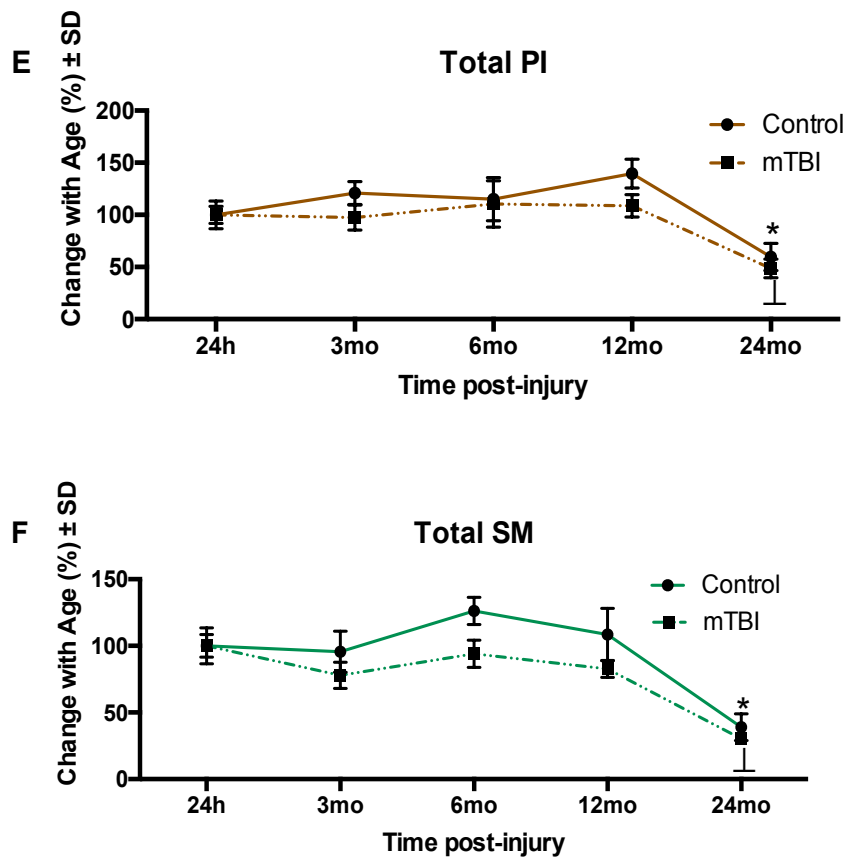 E
Total PI
Change with Age (%) ± SD
200
150
100
50
0
Control
mTBI
*
24h 3mo 6mo 12mo 24mo
Time post-injury
F
Total SM
Change with Age (%) ± SD
150
100
50
0
Control
mTBI
*
24h 3mo 6mo 12mo 24mo
Time post-injury